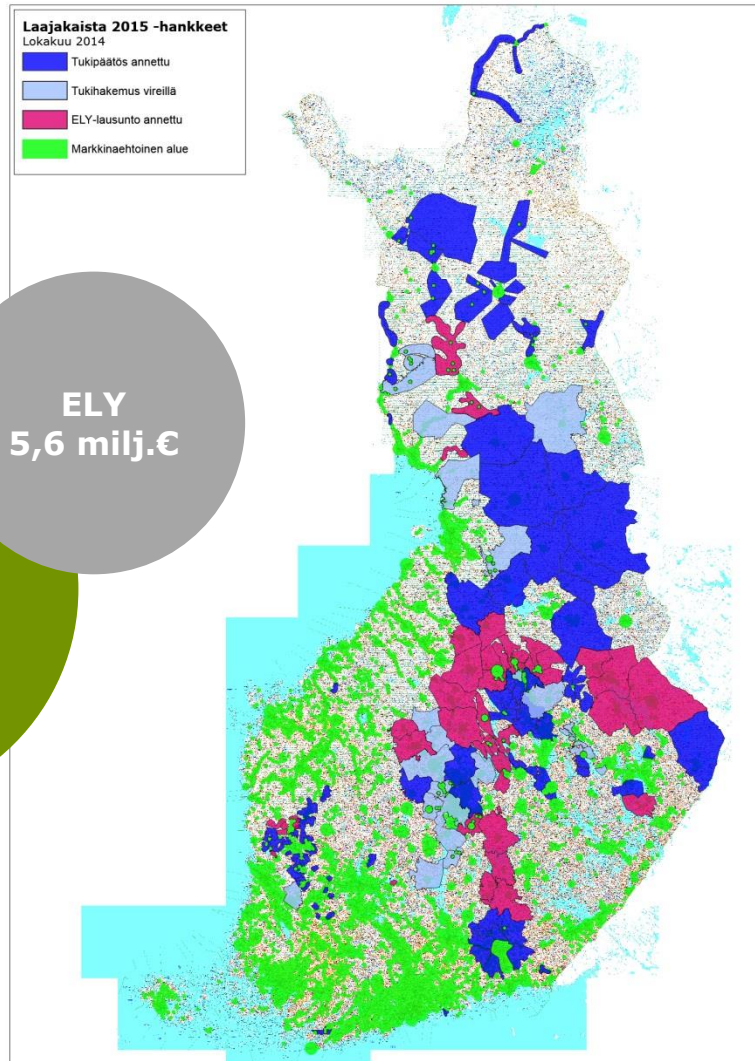 Laajakaista 2015 -hankkeet
Lokakuu 2014
Tukipäätös annettu
Tukihakemus vireillä
ELY-lausunto annettu
Markkinaehtoinen alue
ELY
5,6 milj.€